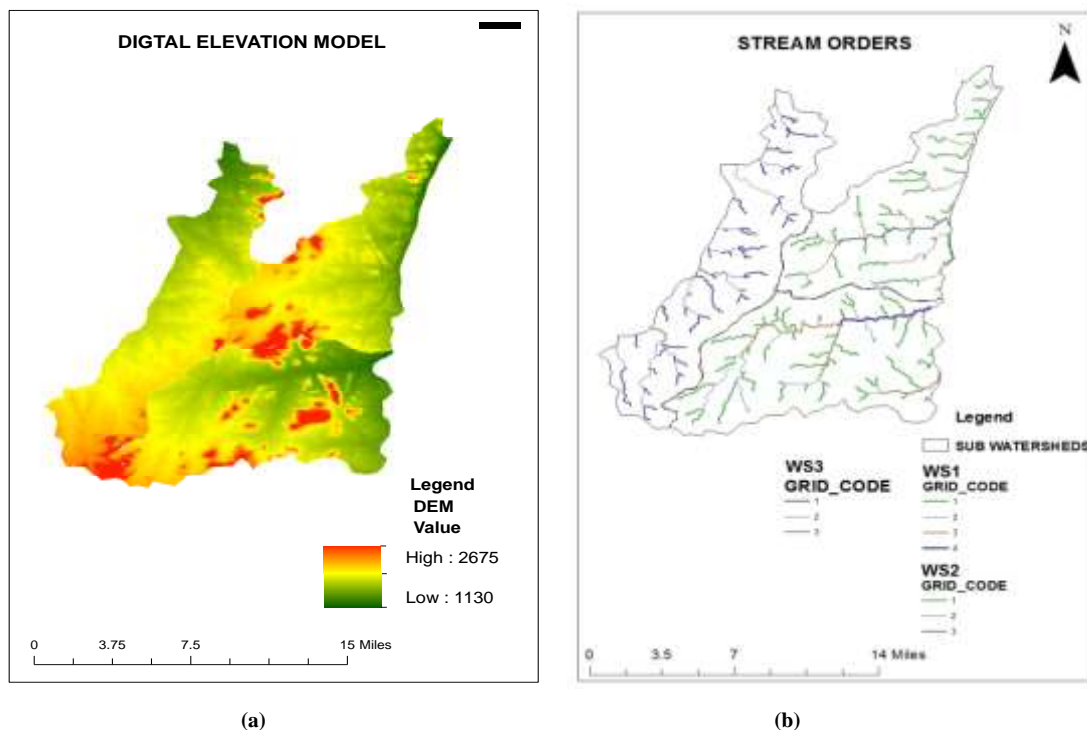 DIGTAL ELEVATION MODEL
Legend
DEM
Value
High : 2675
Low : 1130
0 3.75 7.5 15 Miles
(a)
STREAM ORDERS
N
Legend
SUB WATERSHEDS
WS3
GRID_CODE
1
2
3
WS1
GRID_CODE
1
2
3
4
WS2
GRID_CODE
1
2
3
0 3.5 7 14 Miles
(b)